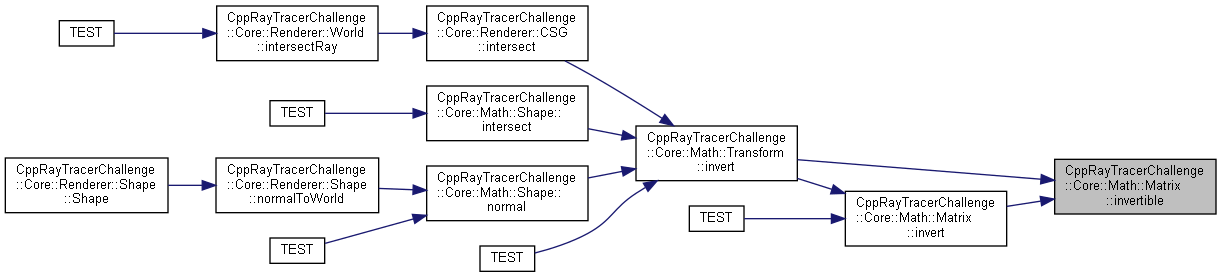 TEST
CppRayTracerChallenge
::Core::Renderer::World
::intersectRay
CppRayTracerChallenge
::Core::Renderer::CSG
::intersect
TEST
CppRayTracerChallenge
::Core::Math::Shape::
intersect
CppRayTracerChallenge
::Core::Renderer::Shape
::Shape
CppRayTracerChallenge
::Core::Renderer::Shape
::normalToWorld
CppRayTracerChallenge
::Core::Math::Shape::
normal
TEST
TEST
CppRayTracerChallenge
::Core::Math::Transform
::invert
TEST
CppRayTracerChallenge
::Core::Math::Matrix
::invert
CppRayTracerChallenge
::Core::Math::Matrix
::invertible